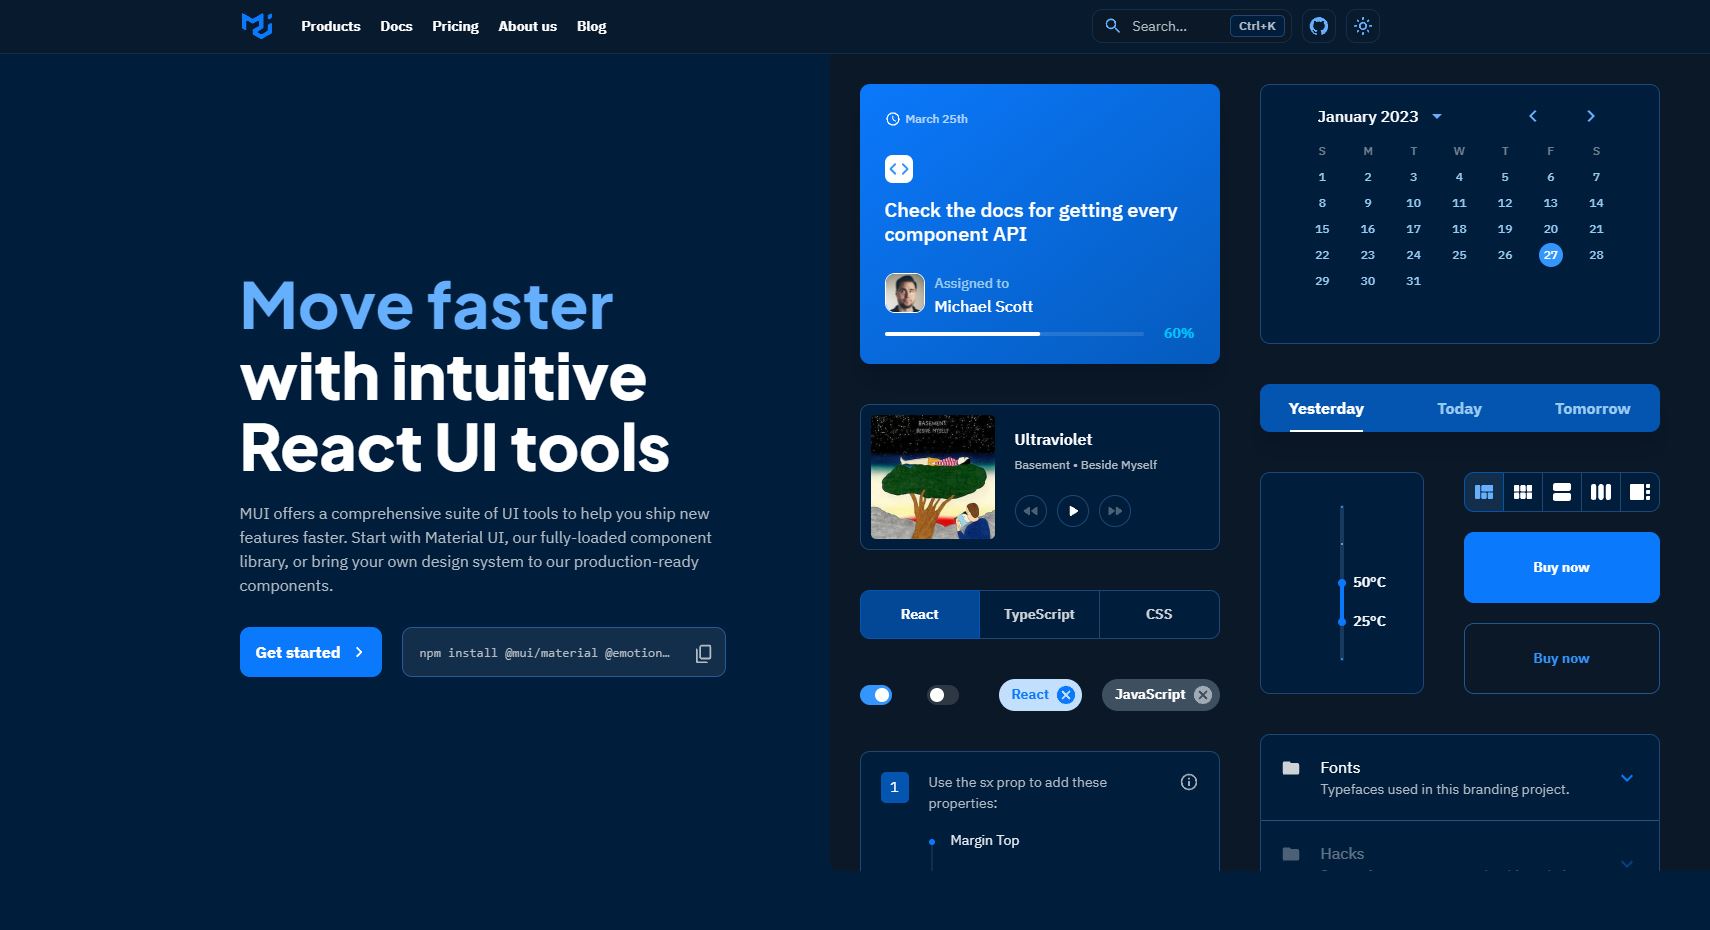 Products Docs Pricing About us Blog
Search... Ctrl+K
Move faster
with intuitive
React UI tools
MUI offers a comprehensive suite of UI tools to help you ship new
features faster. Start with Material UI, our fully-loaded component
library, or bring your own design system to our production-ready
components.
Get started
npm install @mui/material @emotion…
March 25th
Check the docs for getting every
component API
Assigned to
Michael Scott
60%
BASEMENT
BESIDE MYSELF
Ultraviolet
Basement • Beside Myself
React TypeScript CSS
React JavaScript
1
Use the sx prop to add these
properties:
Margin Top
January 2023
S M T W T F S
1 2 3 4 5 6 7
8 9 10 11 12 13 14
15 16 17 18 19 20 21
22 23 24 25 26 27 28
29 30 31
Yesterday Today Tomorrow
50°C
25°C
Buy now
Buy now
Fonts
Typefaces used in this branding project.
Hacks